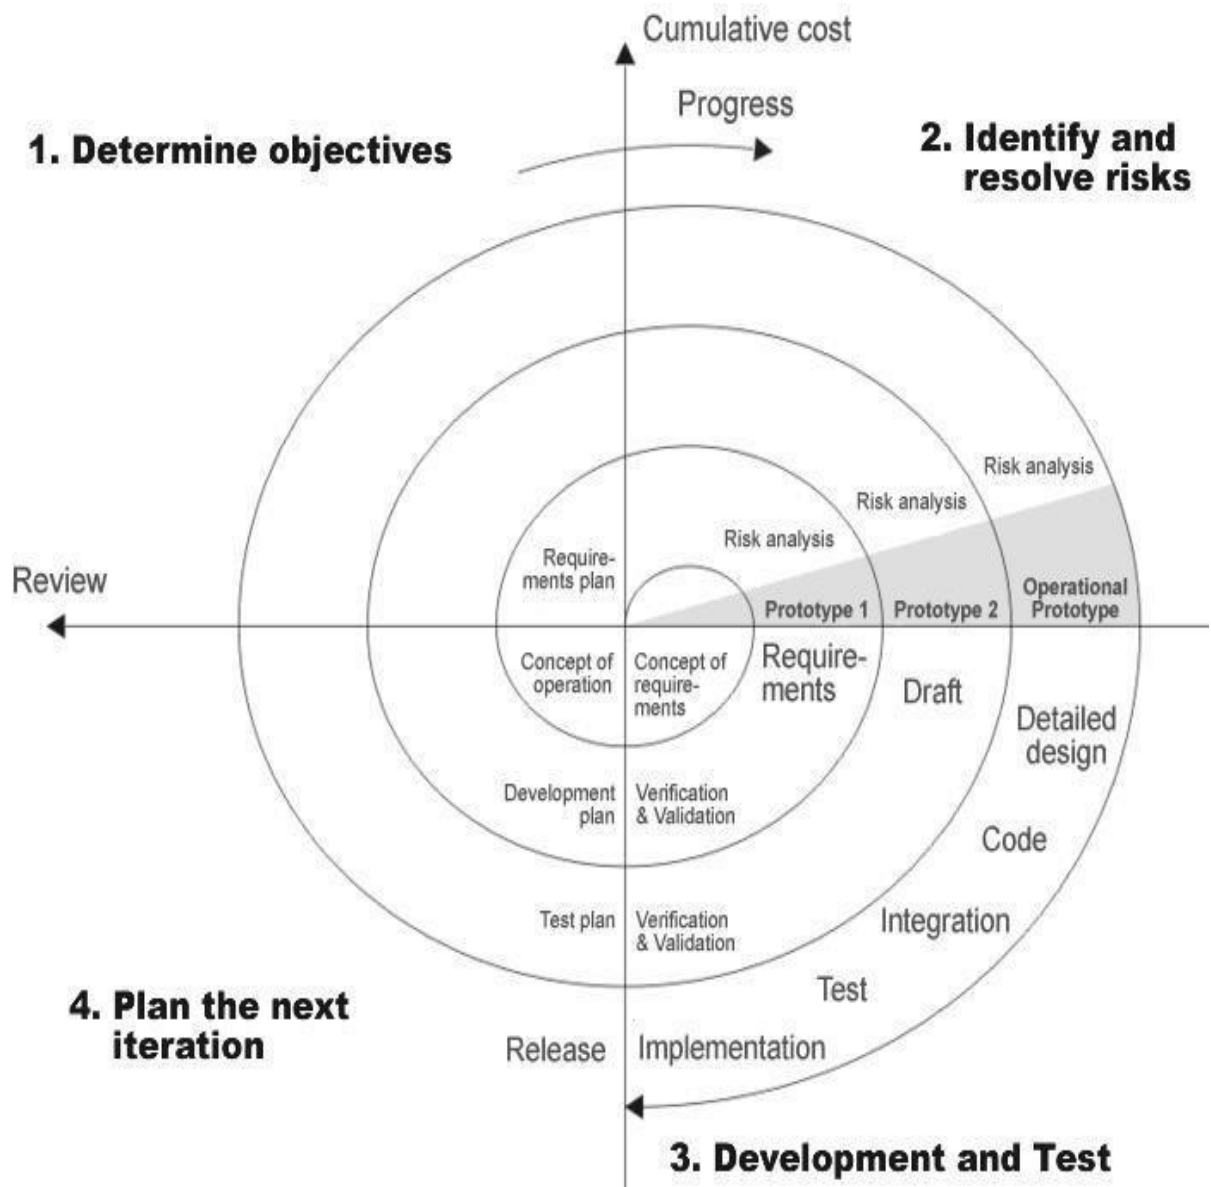 Cumulative cost
Progress
1. Determine objectives
2. Identify and
resolve risks
Risk analysis
Risk analysis
Risk analysis
Require-
ments plan
Review
Operational
Prototype
Prototype 1
Prototype 2
Concept of
operation
Concept of
require-
ments
Require-
ments
Draft
Detailed
design
Development
plan
Verification
& Validation
Code
Test plan
Verification
& Validation
Integration
Test
4. Plan the next
iteration
Release
Implementation
3. Development and Test